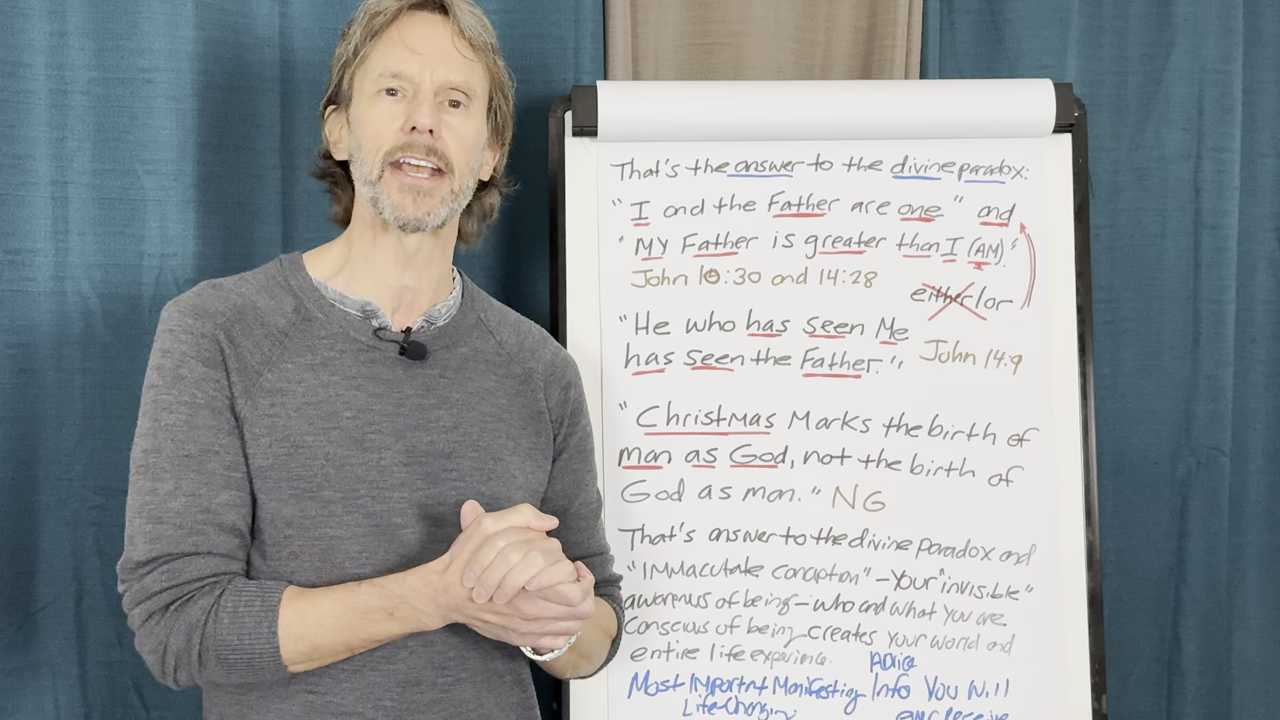 That's the answer to the divine paradox:
"I and the Father are one." and
"My Father is greater than I (AM)."
John 10:30 and 14:28
either/or
"He who has seen Me
has seen the Father."
John 14:9
"Christmas Marks the birth of
man as God, not the birth of
God as man." NG
That's answer to the divine paradox and
"IMMaculate conception" - Your "invisible"
awareness of being - who and what you are
conscious of being creates your world and
entire life experience.
Advice
Most Important Manifesting Info You Will
Life-Changing
ever receive